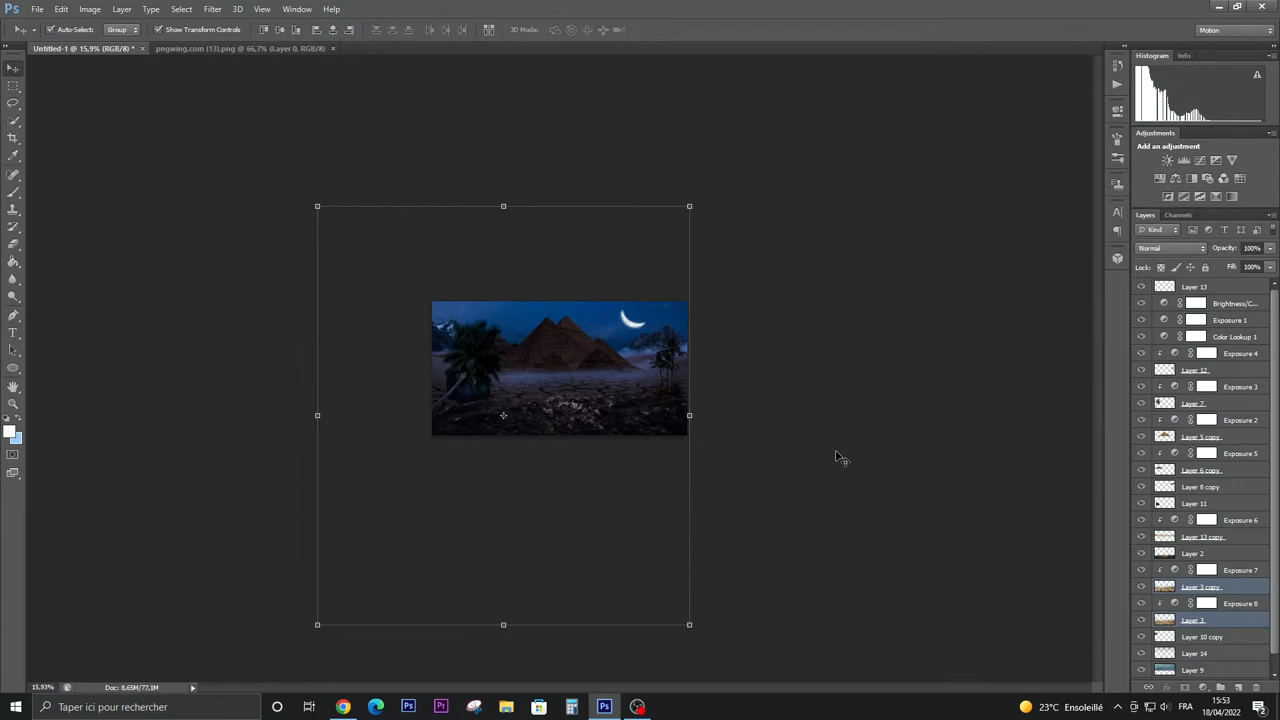 Ps File Edit Image Layer Type Select Filter 3D View Window Help
Auto-Select: Group Show Transform Controls 3D Mode: Motion
Untitled-1 @ 15,9% (RGB/8) * × pngwing.com (13).png @ 66,7% (Layer 0, RGB/8) ×
Histogram Info
Adjustments
Add an adjustment
Layers Channels
Kind
Normal Opacity: 100%
Lock: Fill: 100%
Layer 13
Brightness/C...
Exposure 1
Color Lookup 1
Exposure 4
Layer 12
Exposure 3
Layer 7
Exposure 2
Layer 5 copy
Exposure 5
Layer 6 copy
Layer 8 copy
Layer 11
Exposure 6
Layer 13 copy
Layer 2
Exposure 7
Layer 3 copy
Exposure 8
Layer 3
Layer 10 copy
Layer 14
Layer 9
15,93% Doc: 8,65M/77,1M
Taper ici pour rechercher Ps Pr Ps 23°C Ensoleillé FRA 15:53
18/04/2022